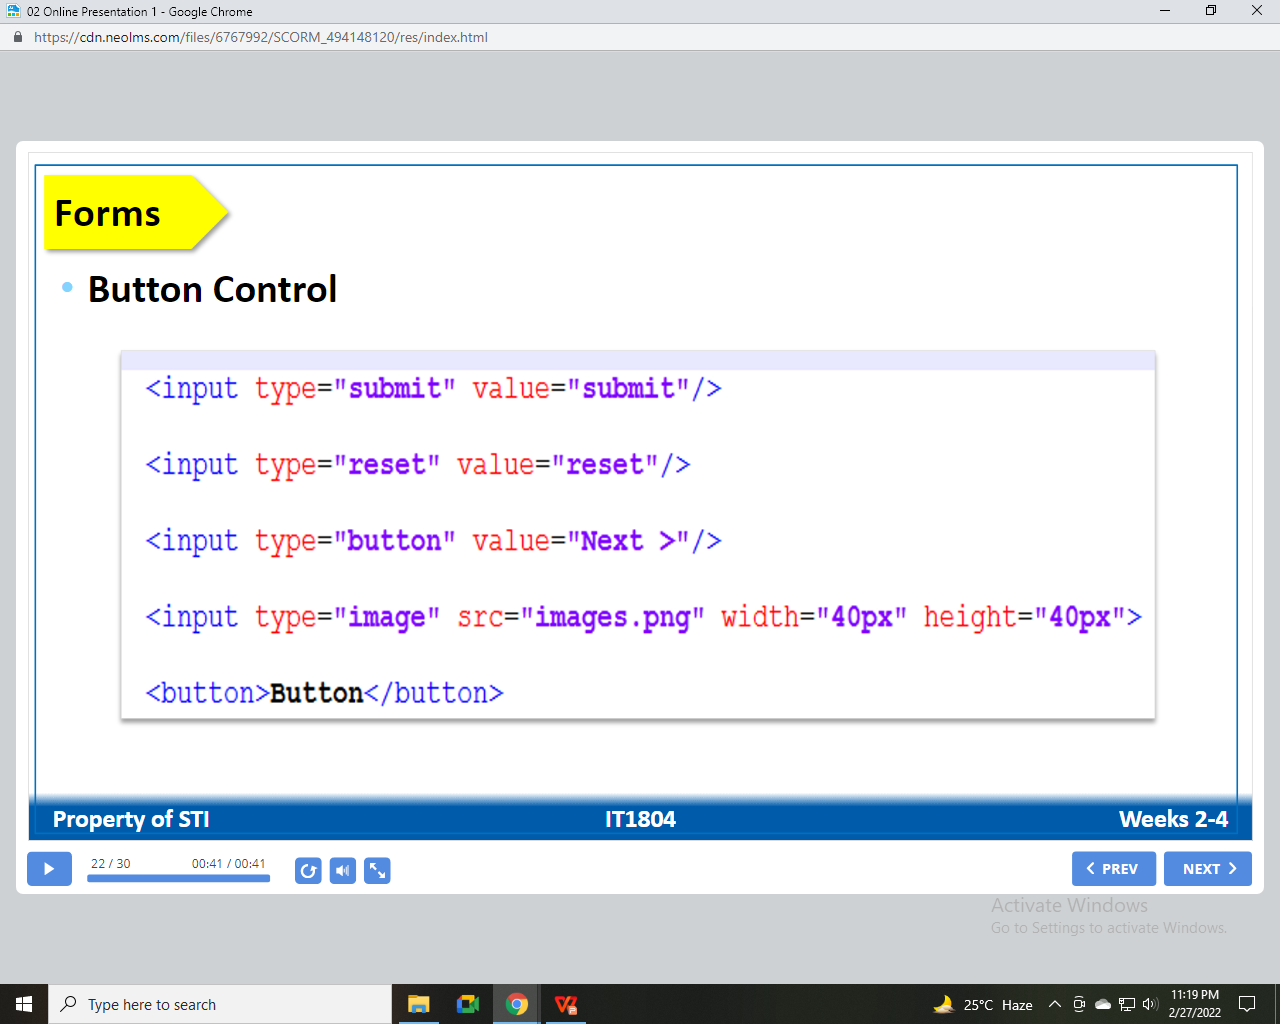 02 Online Presentation 1 - Google Chrome
https://cdn.neolms.com/files/6767992/SCORM_494148120/res/index.html
Forms
• Button Control
<input type="submit" value="submit"/>
<input type="reset" value="reset"/>
<input type="button" value="Next >"/>
<input type="image" src="images.png" width="40px" height="40px">
<button>Button</button>
Property of STI IT1804 Weeks 2-4
22 / 30 00:41 / 00:41
PREV NEXT
Activate Windows
Go to Settings to activate Windows.
Type here to search
25°C Haze
11:19 PM
2/27/2022